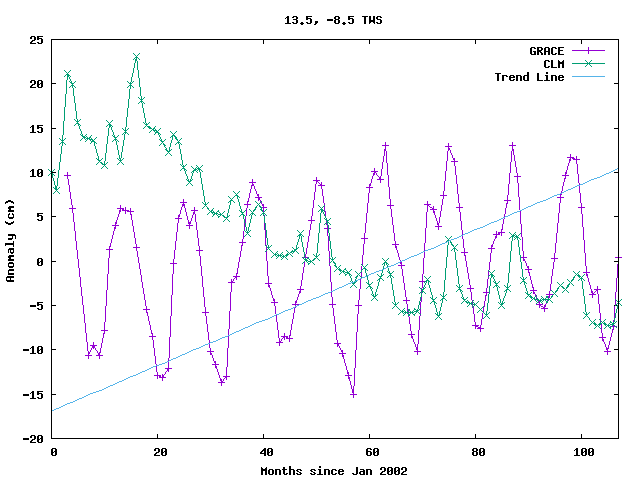 13.5, -8.5 TWS
GRACE
CLM
Trend Line
25
20
15
10
5
0
-5
-10
-15
-20
Anomaly (cm)
0 20 40 60 80 100
Months since Jan 2002